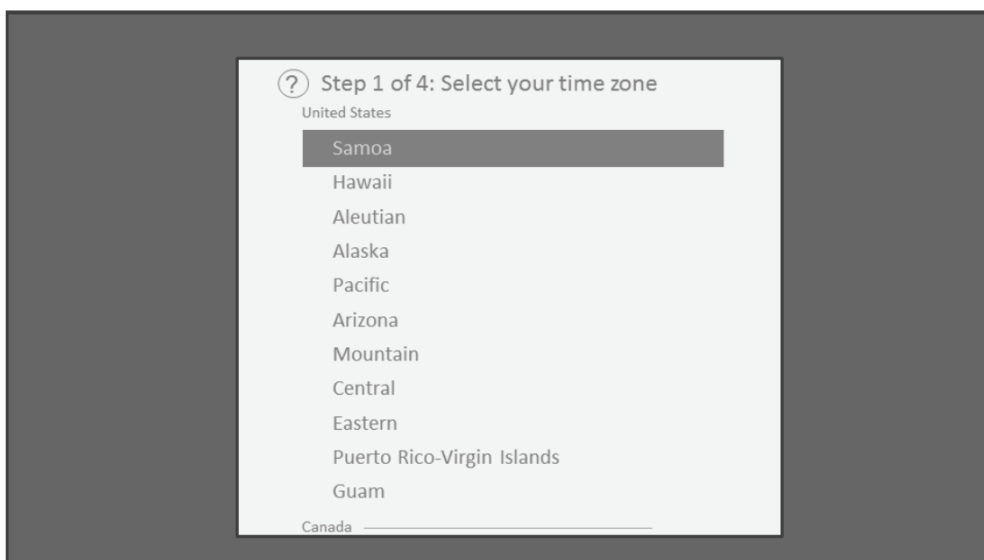 ? Step 1 of 4: Select your time zone
United States
Samoa
Hawaii
Aleutian
Alaska
Pacific
Arizona
Mountain
Central
Eastern
Puerto Rico-Virgin Islands
Guam
Canada